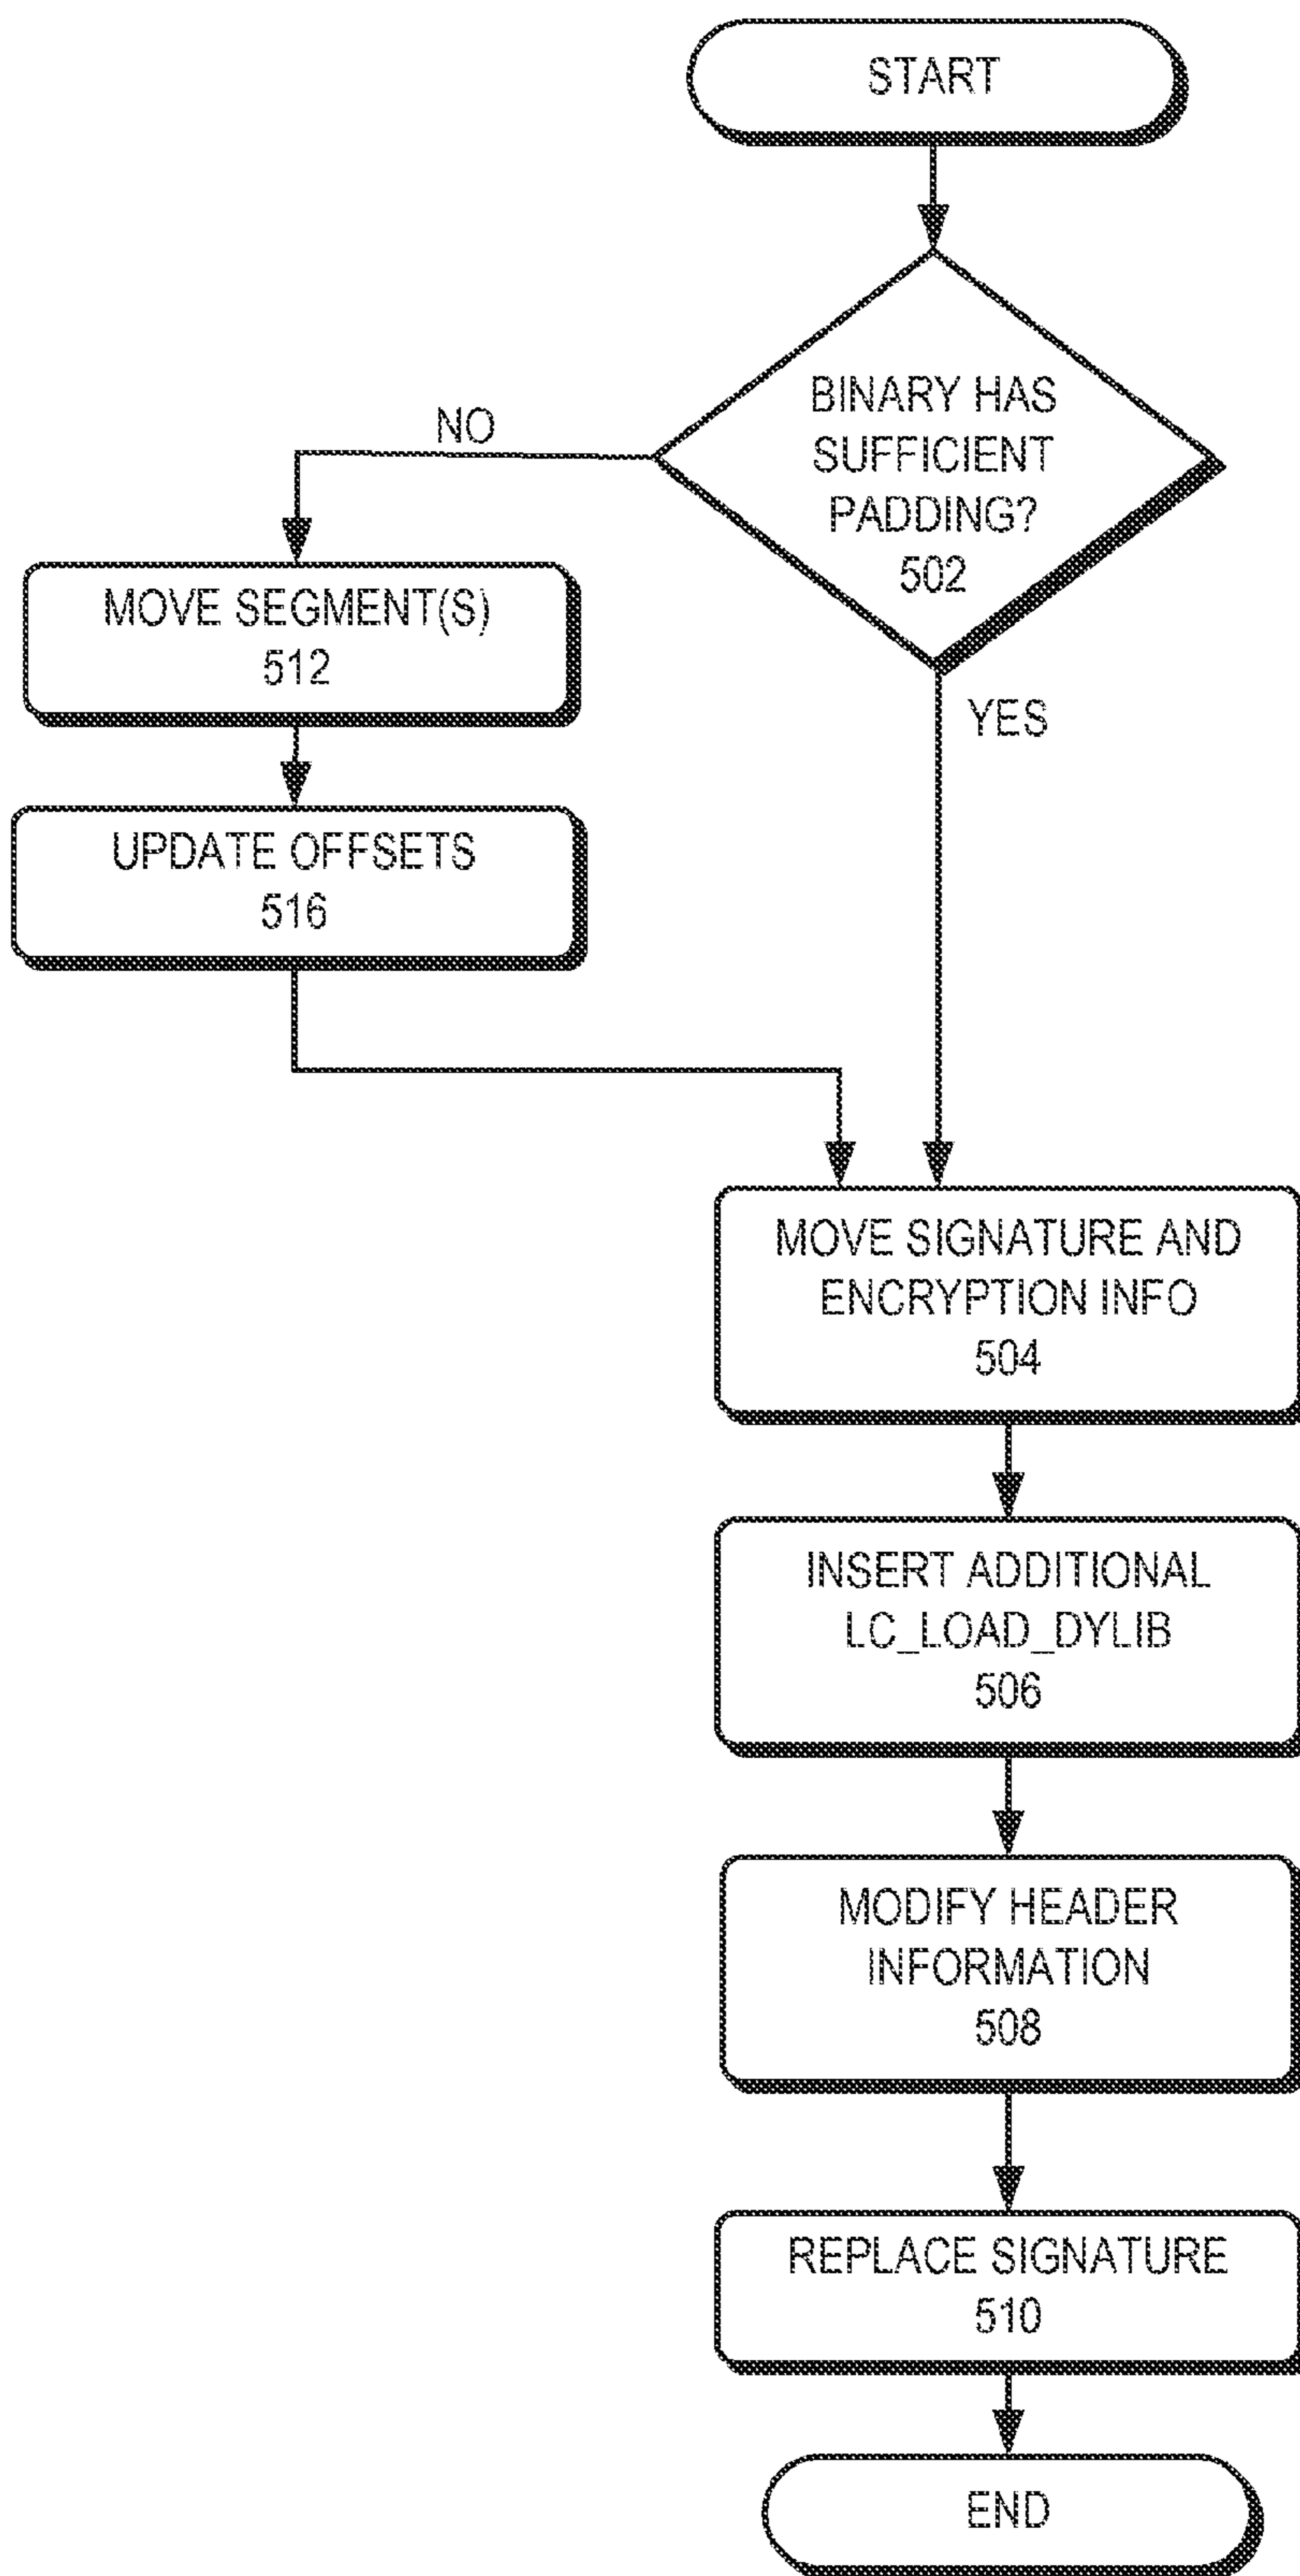 START
BINARY HAS
SUFFICIENT
PADDING?
502
NO
YES
MOVE SEGMENT(S)
512
UPDATE OFFSETS
516
MOVE SIGNATURE AND
ENCRYPTION INFO
504
INSERT ADDITIONAL
LC_LOAD_DYLIB
506
MODIFY HEADER
INFORMATION
508
REPLACE SIGNATURE
510
END